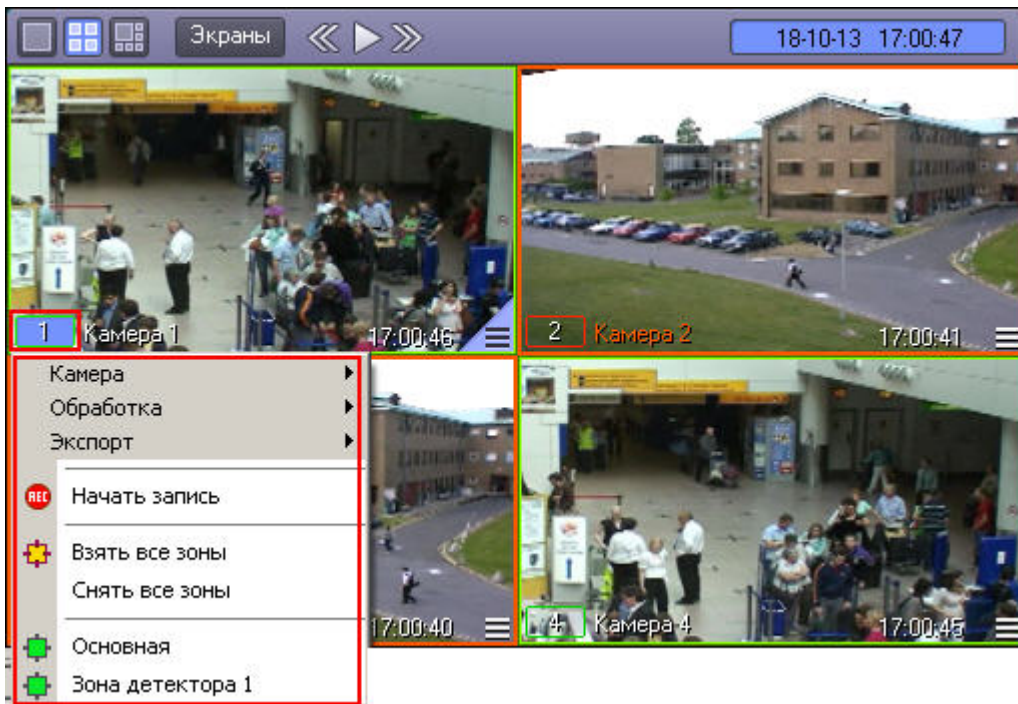 Экраны
18-10-13 17:00:47
1 Камера 1 17:00:46
2 Камера 2 17:00:41
Камера
Обработка
Экспорт
REC Начать запись
Взять все зоны
Снять все зоны
17:00:40
4 Камера 4 17:00:45
Основная
Зона детектора 1